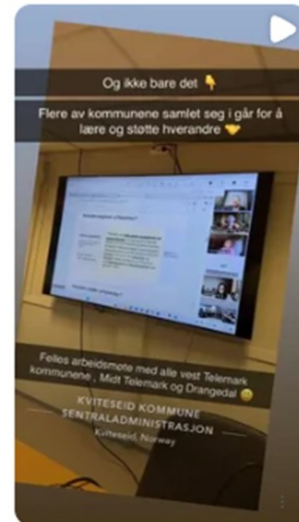 Og ikke bare det 👇
Flere av kommunene samlet seg i går for å
lære og støtte hverandre 🤝
Felles arbeidsmøte med alle vest Telemark
kommunene , Midt Telemark og Drangedal 😄
KVITESEID KOMMUNE
SENTRALADMINISTRASJON
Kviteseid, Norway